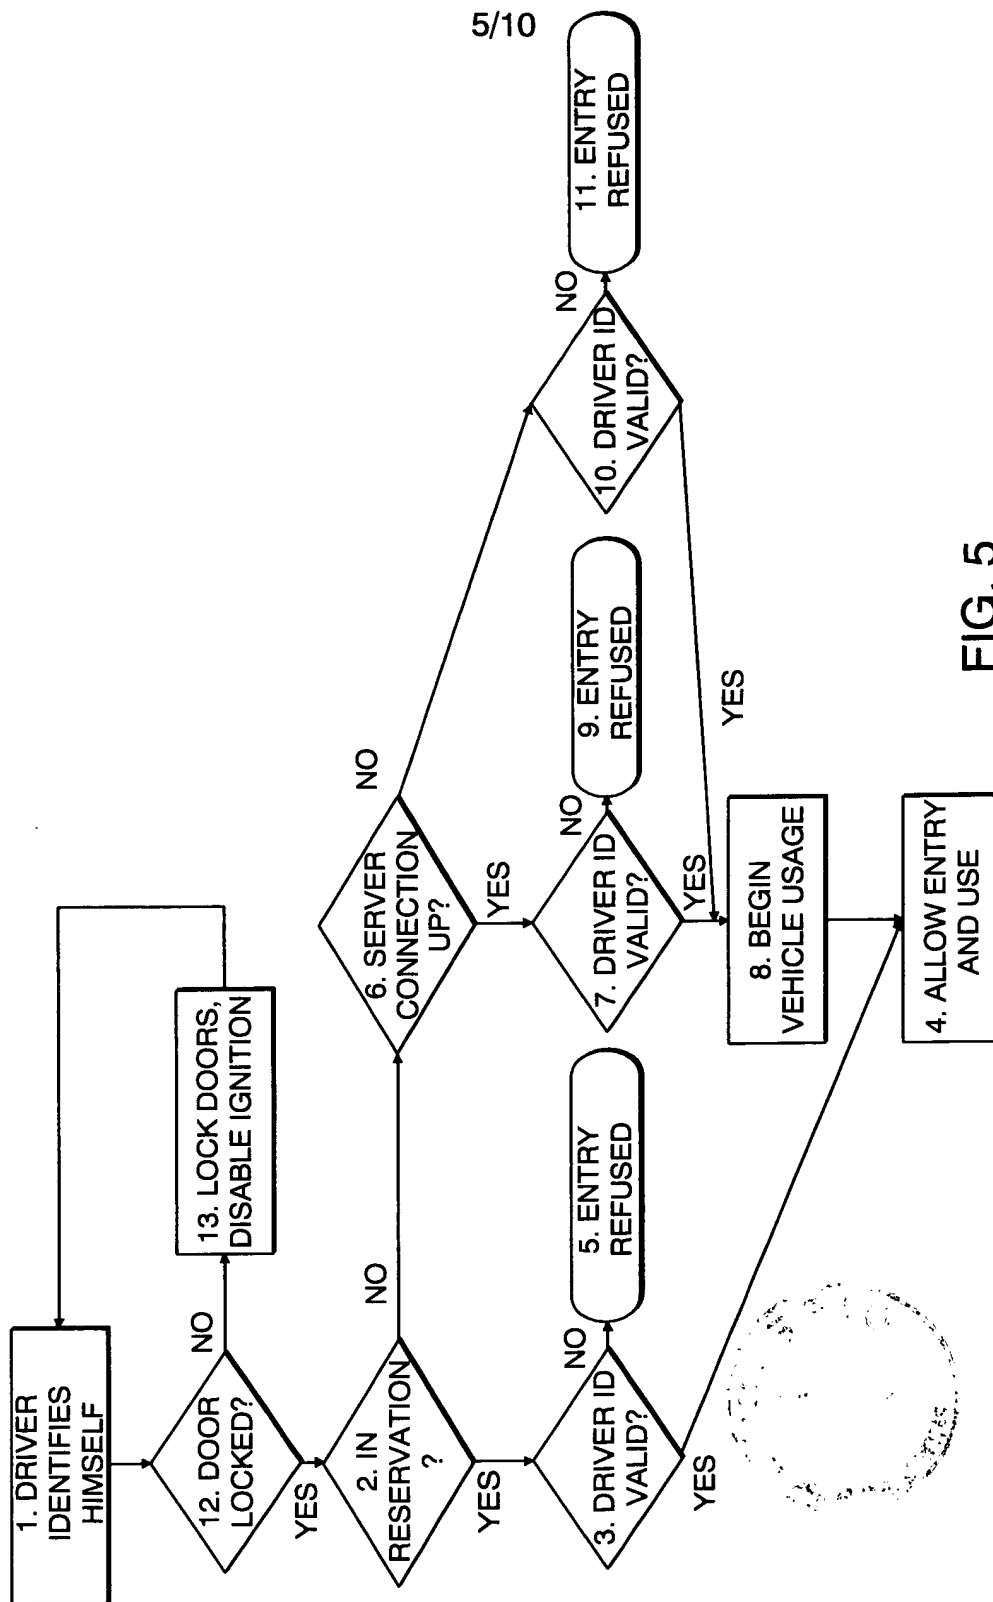 5/10
1. DRIVER
IDENTIFIES
HIMSELF
12. DOOR
LOCKED?
NO
YES
13. LOCK DOORS,
DISABLE IGNITION
2. IN
RESERVATION
?
NO
YES
6. SERVER
CONNECTION
UP?
NO
YES
3. DRIVER ID
VALID?
NO
YES
5. ENTRY
REFUSED
7. DRIVER ID
VALID?
NO
YES
9. ENTRY
REFUSED
10. DRIVER ID
VALID?
NO
YES
11. ENTRY
REFUSED
8. BEGIN
VEHICLE USAGE
4. ALLOW ENTRY
AND USE
FIG. 5